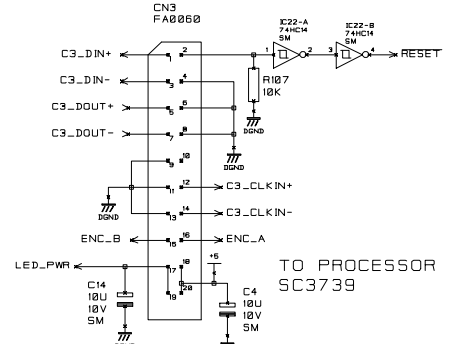 CN3
FA0060
IC22-A
74HC14
SM
IC22-B
74HC14
SM
C3_DIN+
1
2
1
2
3
4
RESET
C3_DIN-
3
4
R107
10K
C3_DOUT+
5
6
DGND
C3_DOUT-
7
8
DGND
9
10
11
12
C3_CLKIN+
DGND
13
14
C3_CLKIN-
ENC_B
15
16
ENC_A
LED_PWR
17
18
+5
TO PROCESSOR
SC3739
19
20
C14
10U
10V
SM
C4
10U
10V
SM
DGND